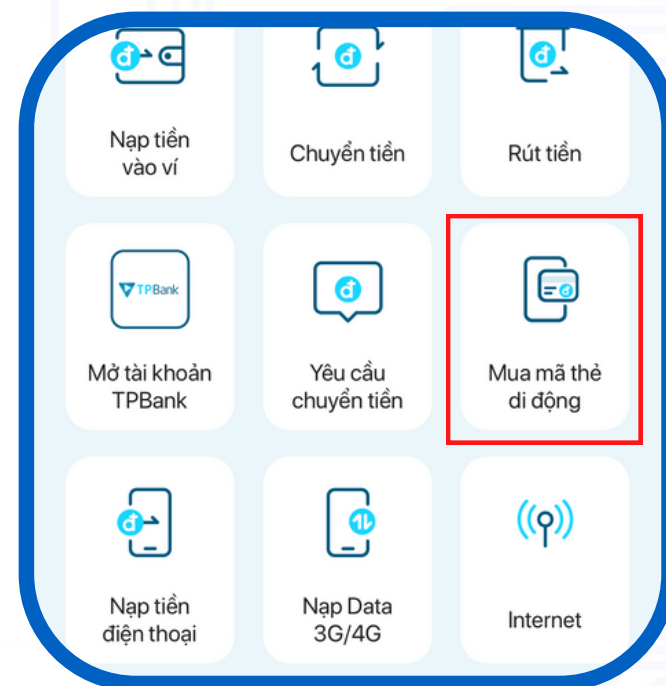 Nạp tiền
vào ví
Chuyển tiền
Rút tiền
TPBank
Mở tài khoản
TPBank
Yêu cầu
chuyển tiền
Mua mã thẻ
di động
Nạp tiền
điện thoại
Nạp Data
3G/4G
Internet